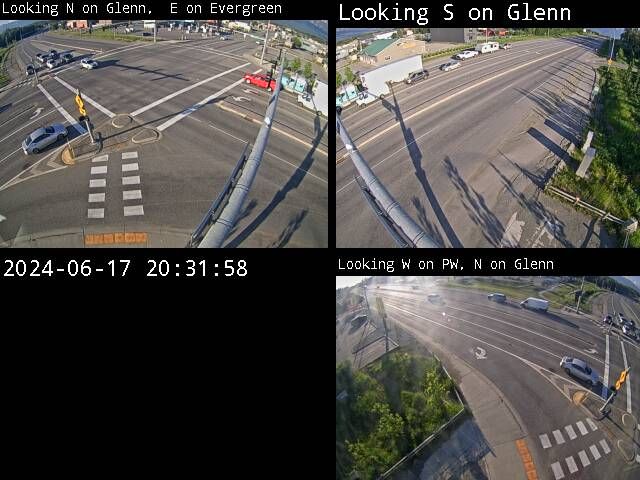 Looking N on Glenn, E on Evergreen
Looking S on Glenn
2024-06-17 20:31:58
Looking W on PW, N on Glenn